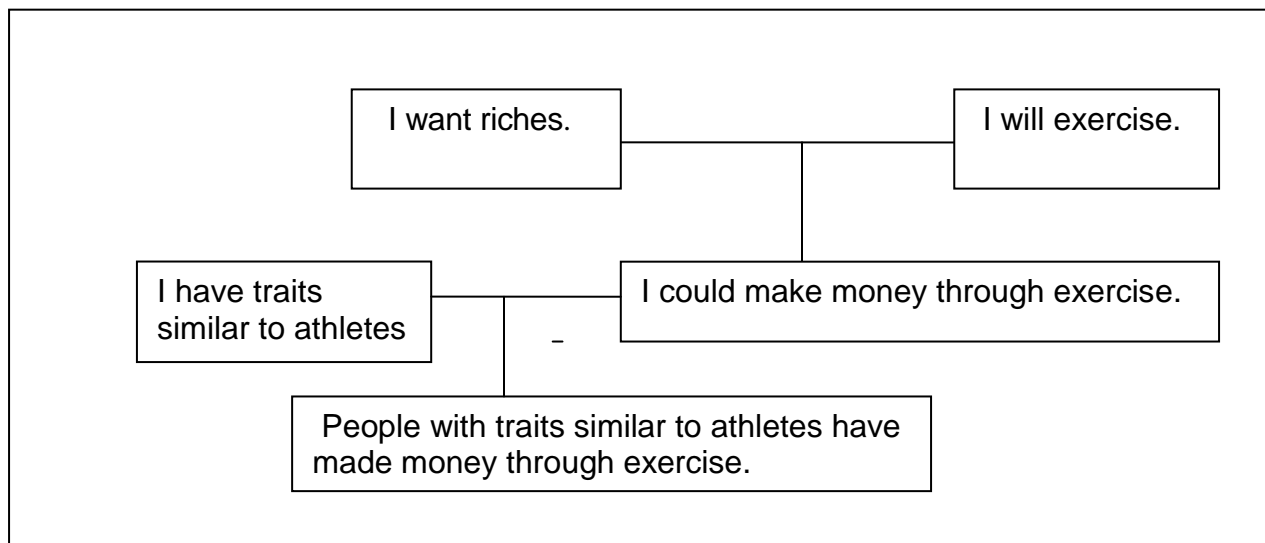 I want riches.
I will exercise.
I have traits
similar to athletes
I could make money through exercise.
People with traits similar to athletes have
made money through exercise.